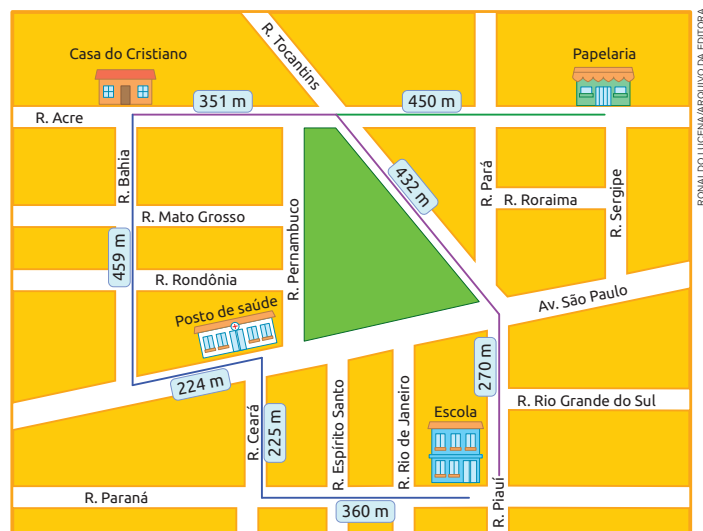 Casa do Cristiano
R. Tocantins
Papelaria
351 m
450 m
R. Acre
R. Bahia
432 m
R. Pará
R. Roraima
R. Sergipe
R. Mato Grosso
R. Pernambuco
459 m
R. Rondônia
Av. São Paulo
Posto de saúde
224 m
270 m
R. Ceará
225 m
R. Espírito Santo
R. Rio de Janeiro
Escola
R. Rio Grande do Sul
R. Paraná
360 m
R. Piauí
RONALDO LUCENA/ARQUIVO DA EDITORA